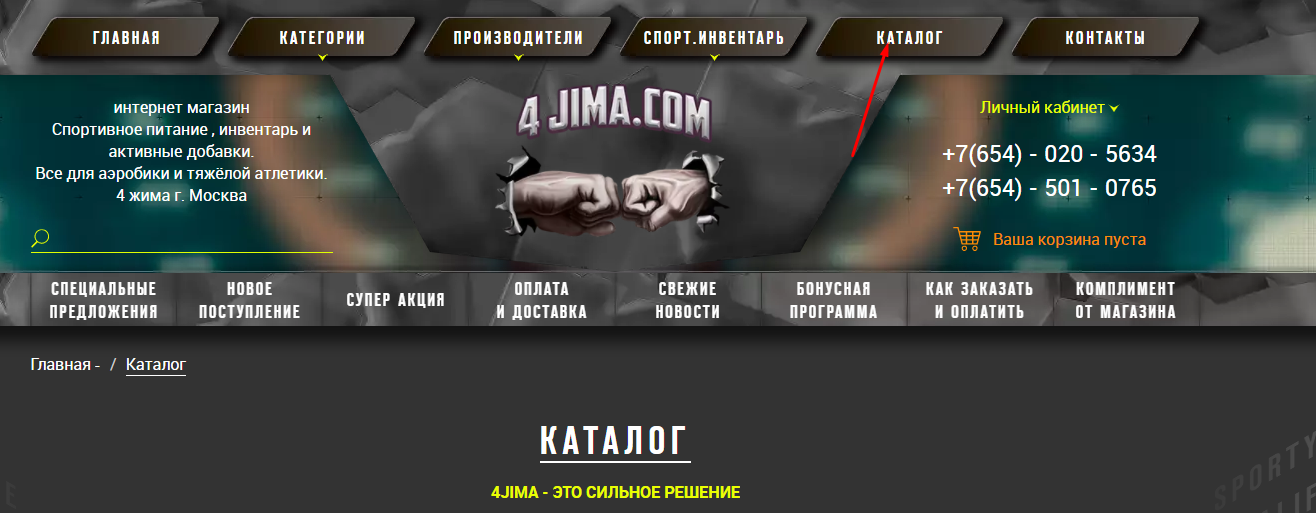 ГЛАВНАЯ
КАТЕГОРИИ
ПРОИЗВОДИТЕЛИ
СПОРТ.ИНВЕНТАРЬ
КАТАЛОГ
КОНТАКТЫ
интернет магазин
Спортивное питание , инвентарь и
активные добавки.
Все для аэробики и тяжёлой атлетики.
4 жима г. Москва
4 JIMA.COM
Личный кабинет
+7(654) - 020 - 5634
+7(654) - 501 - 0765
Ваша корзина пуста
СПЕЦИАЛЬНЫЕ
ПРЕДЛОЖЕНИЯ
НОВОЕ
ПОСТУПЛЕНИЕ
СУПЕР АКЦИЯ
ОПЛАТА
И ДОСТАВКА
СВЕЖИЕ
НОВОСТИ
БОНУСНАЯ
ПРОГРАММА
КАК ЗАКАЗАТЬ
И ОПЛАТИТЬ
КОМПЛИМЕНТ
ОТ МАГАЗИНА
Главная - / Каталог
КАТАЛОГ
4JIMA - ЭТО СИЛЬНОЕ РЕШЕНИЕ
SPORTY